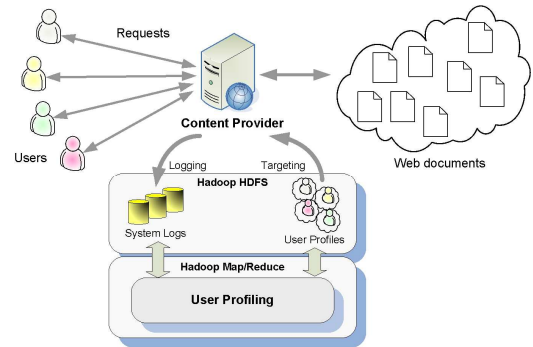 Requests
Users
Content Provider
Web documents
Logging
Targeting
Hadoop HDFS
System Logs
User Profiles
Hadoop Map/Reduce
User Profiling